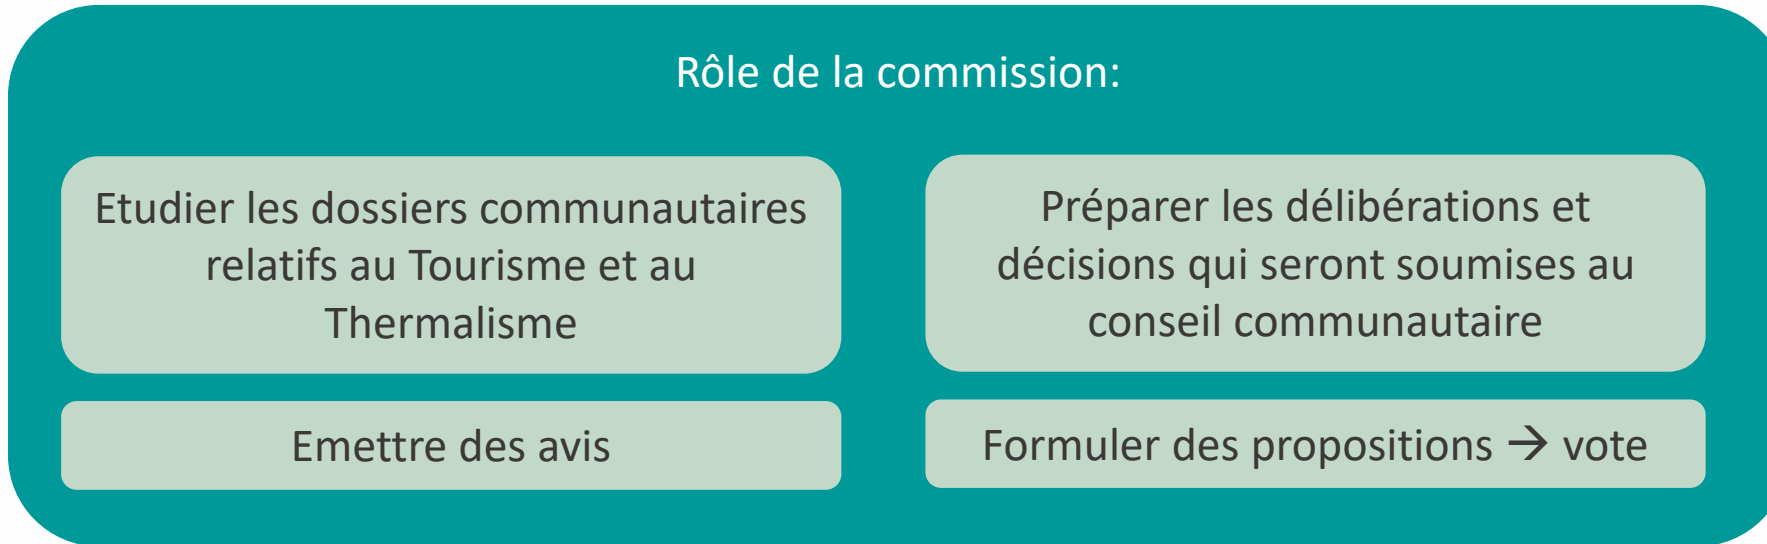 Rôle de la commission:
Etudier les dossiers communautaires
relatifs au Tourisme et au
Thermalisme
Préparer les délibérations et
décisions qui seront soumises au
conseil communautaire
Emettre des avis
Formuler des propositions → vote